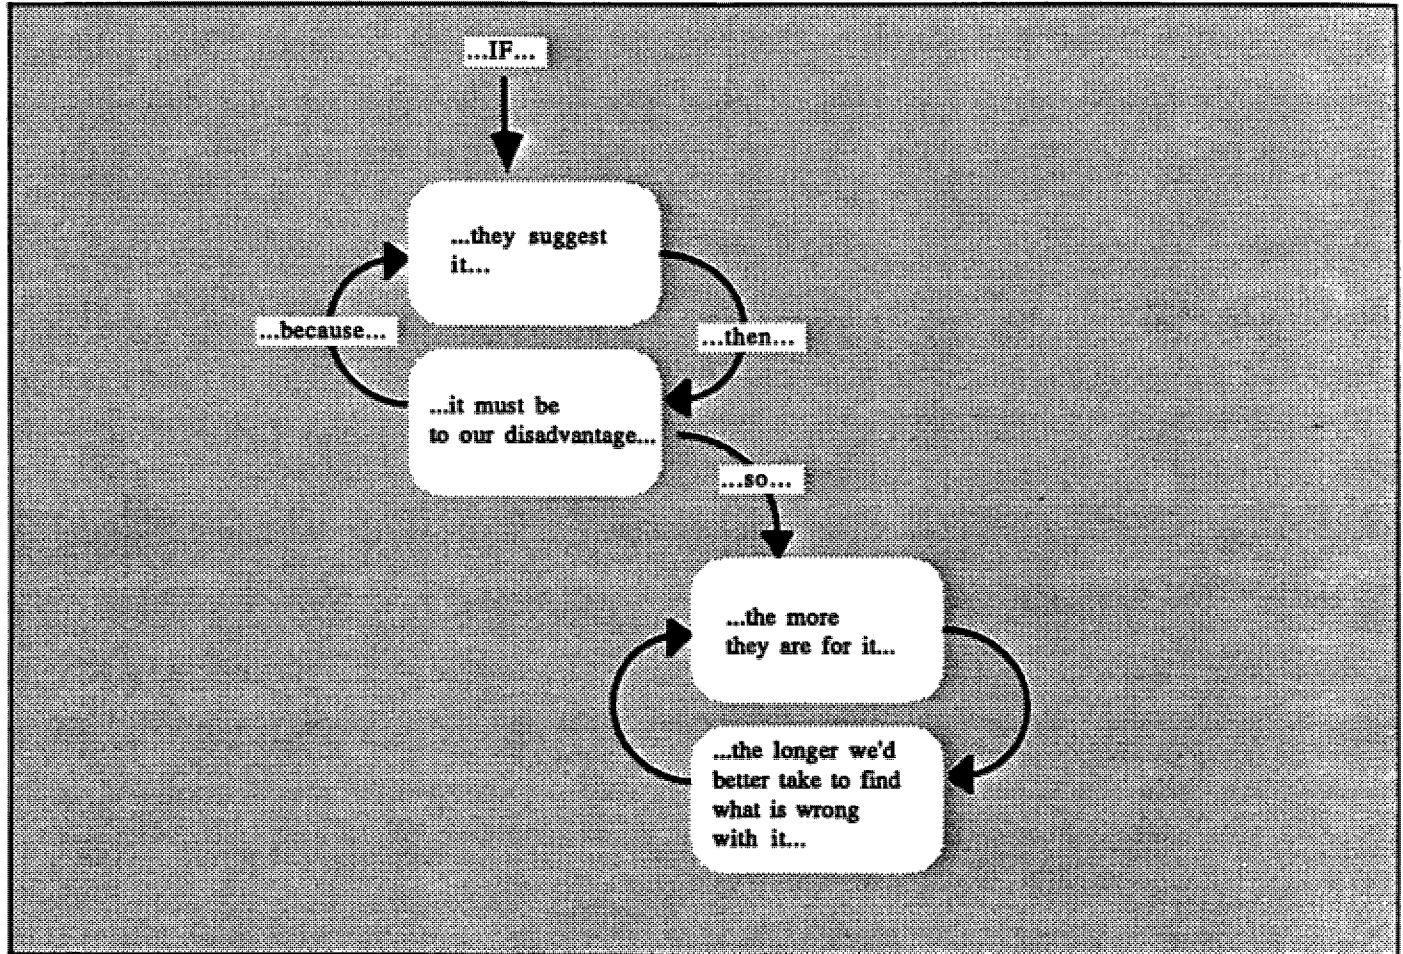 ...IF...
...they suggest
it...
...because...
...then...
...it must be
to our disadvantage...
...so...
...the more
they are for it...
...the longer we'd
better take to find
what is wrong
with it...